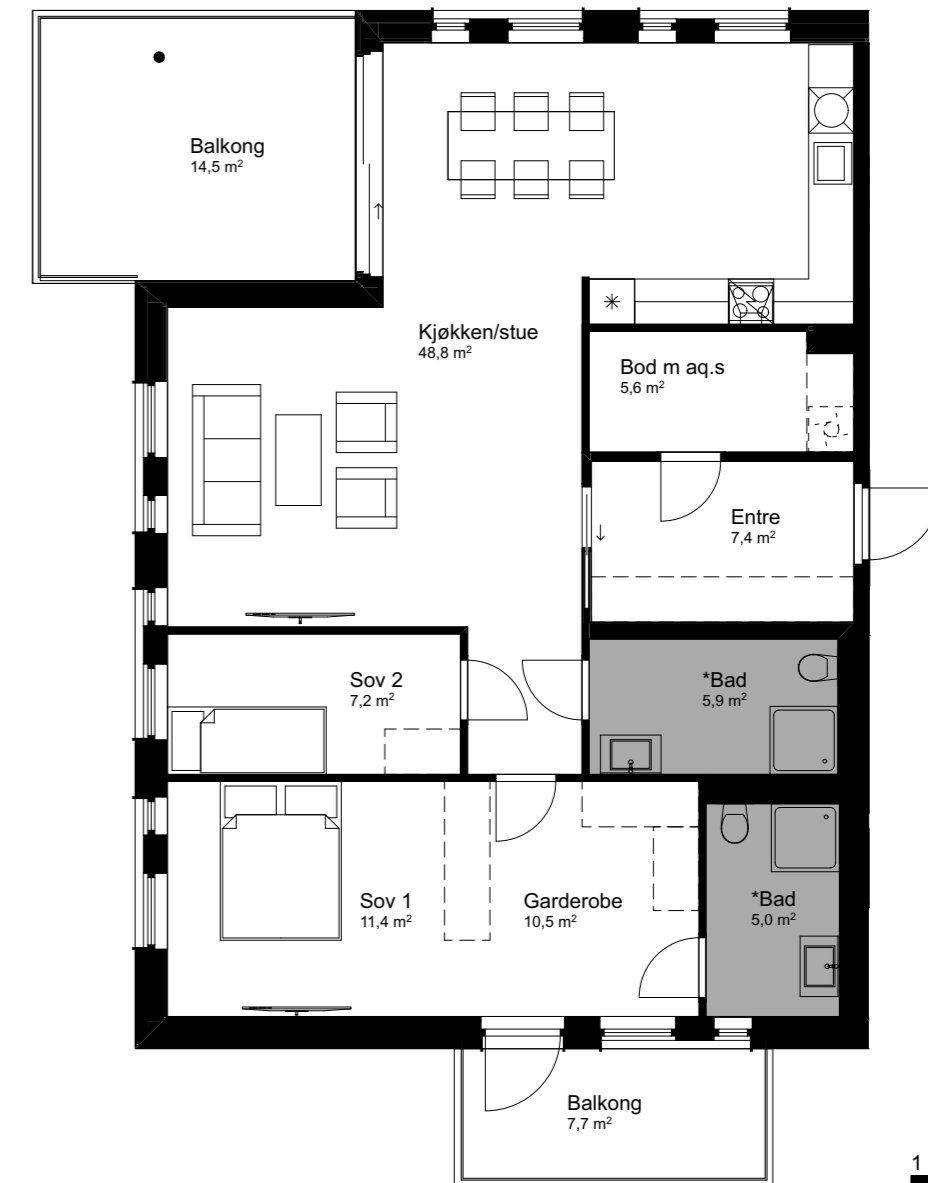 Balkong
14,5 m²
Kjøkken/stue
48,8 m²
Bod m aq.s
5,6 m²
Entre
7,4 m²
Sov 2
7,2 m²
*Bad
5,9 m²
Sov 1
11,4 m²
Garderobe
10,5 m²
*Bad
5,0 m²
Balkong
7,7 m²
1